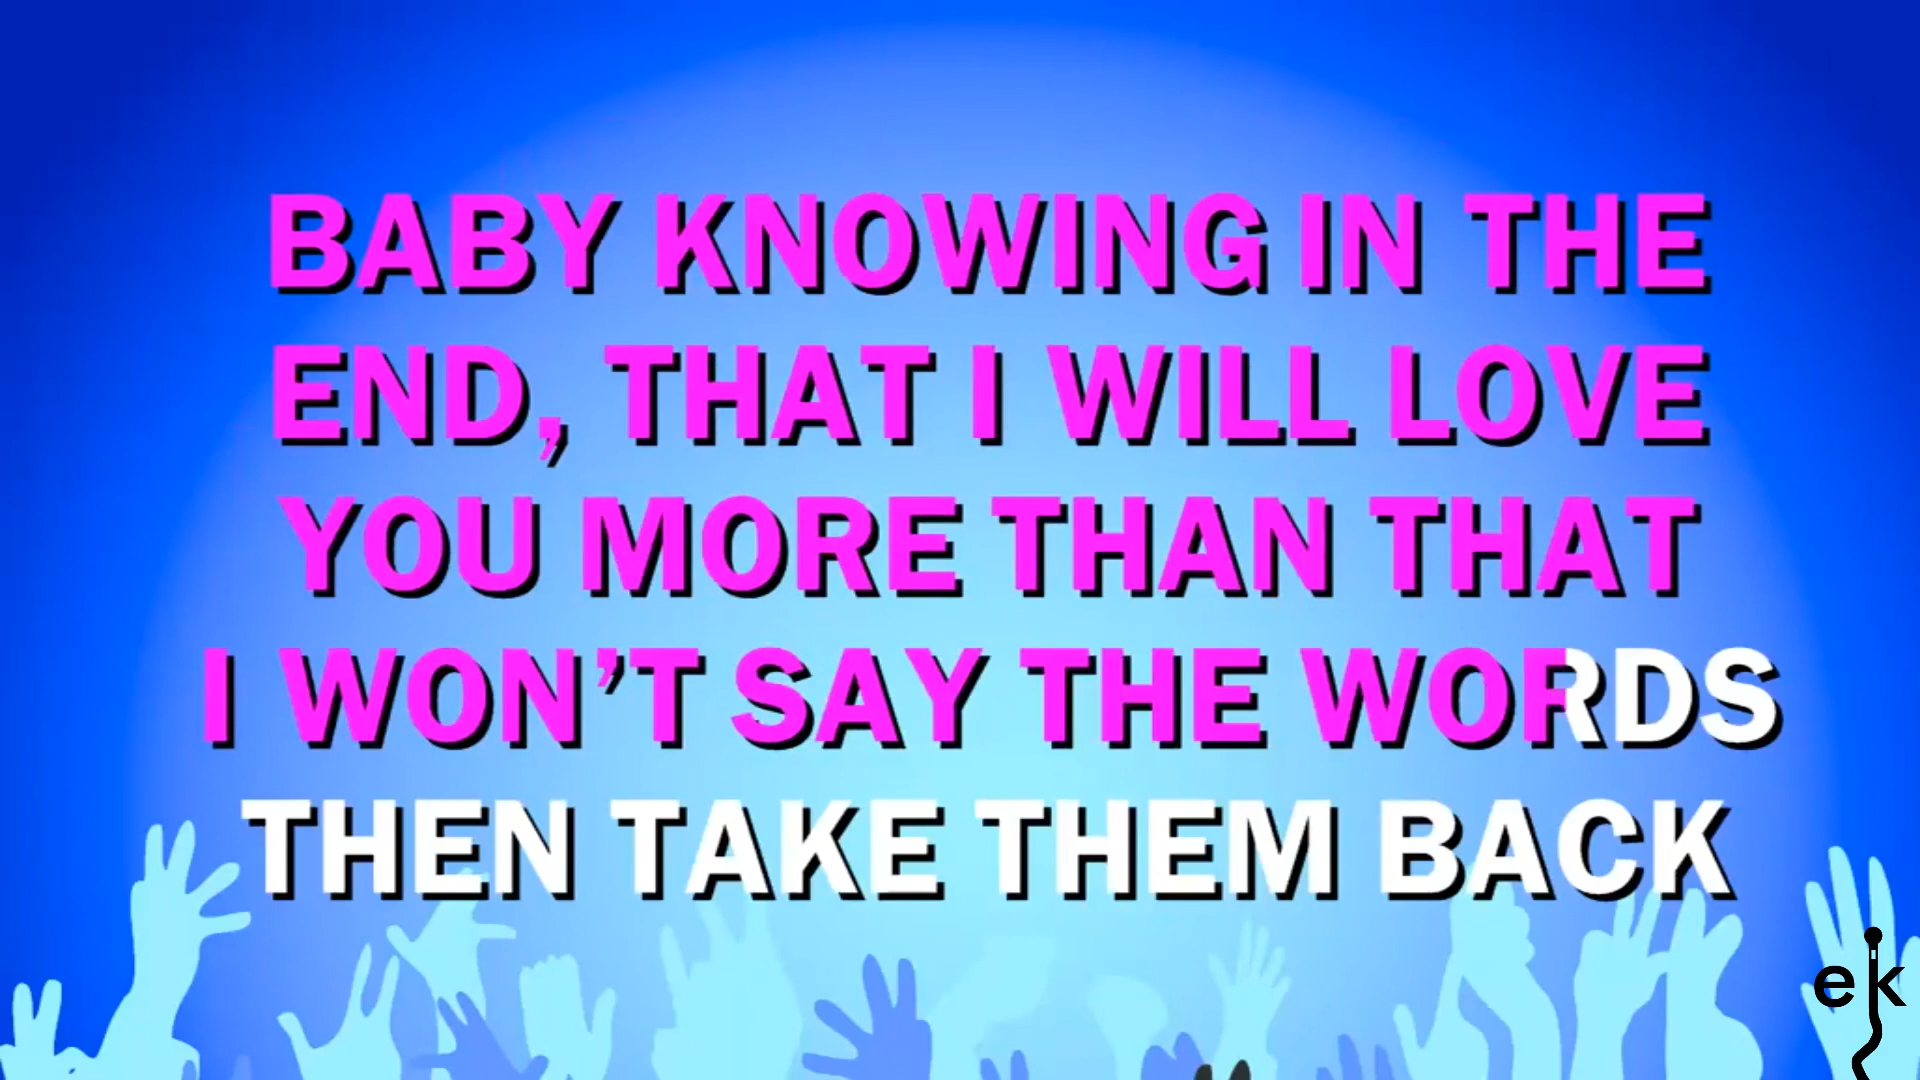 BABY KNOWING IN THE
END, THAT I WILL LOVE
YOU MORE THAN THAT
I WON’T SAY THE WORDS
THEN TAKE THEM BACK
ek